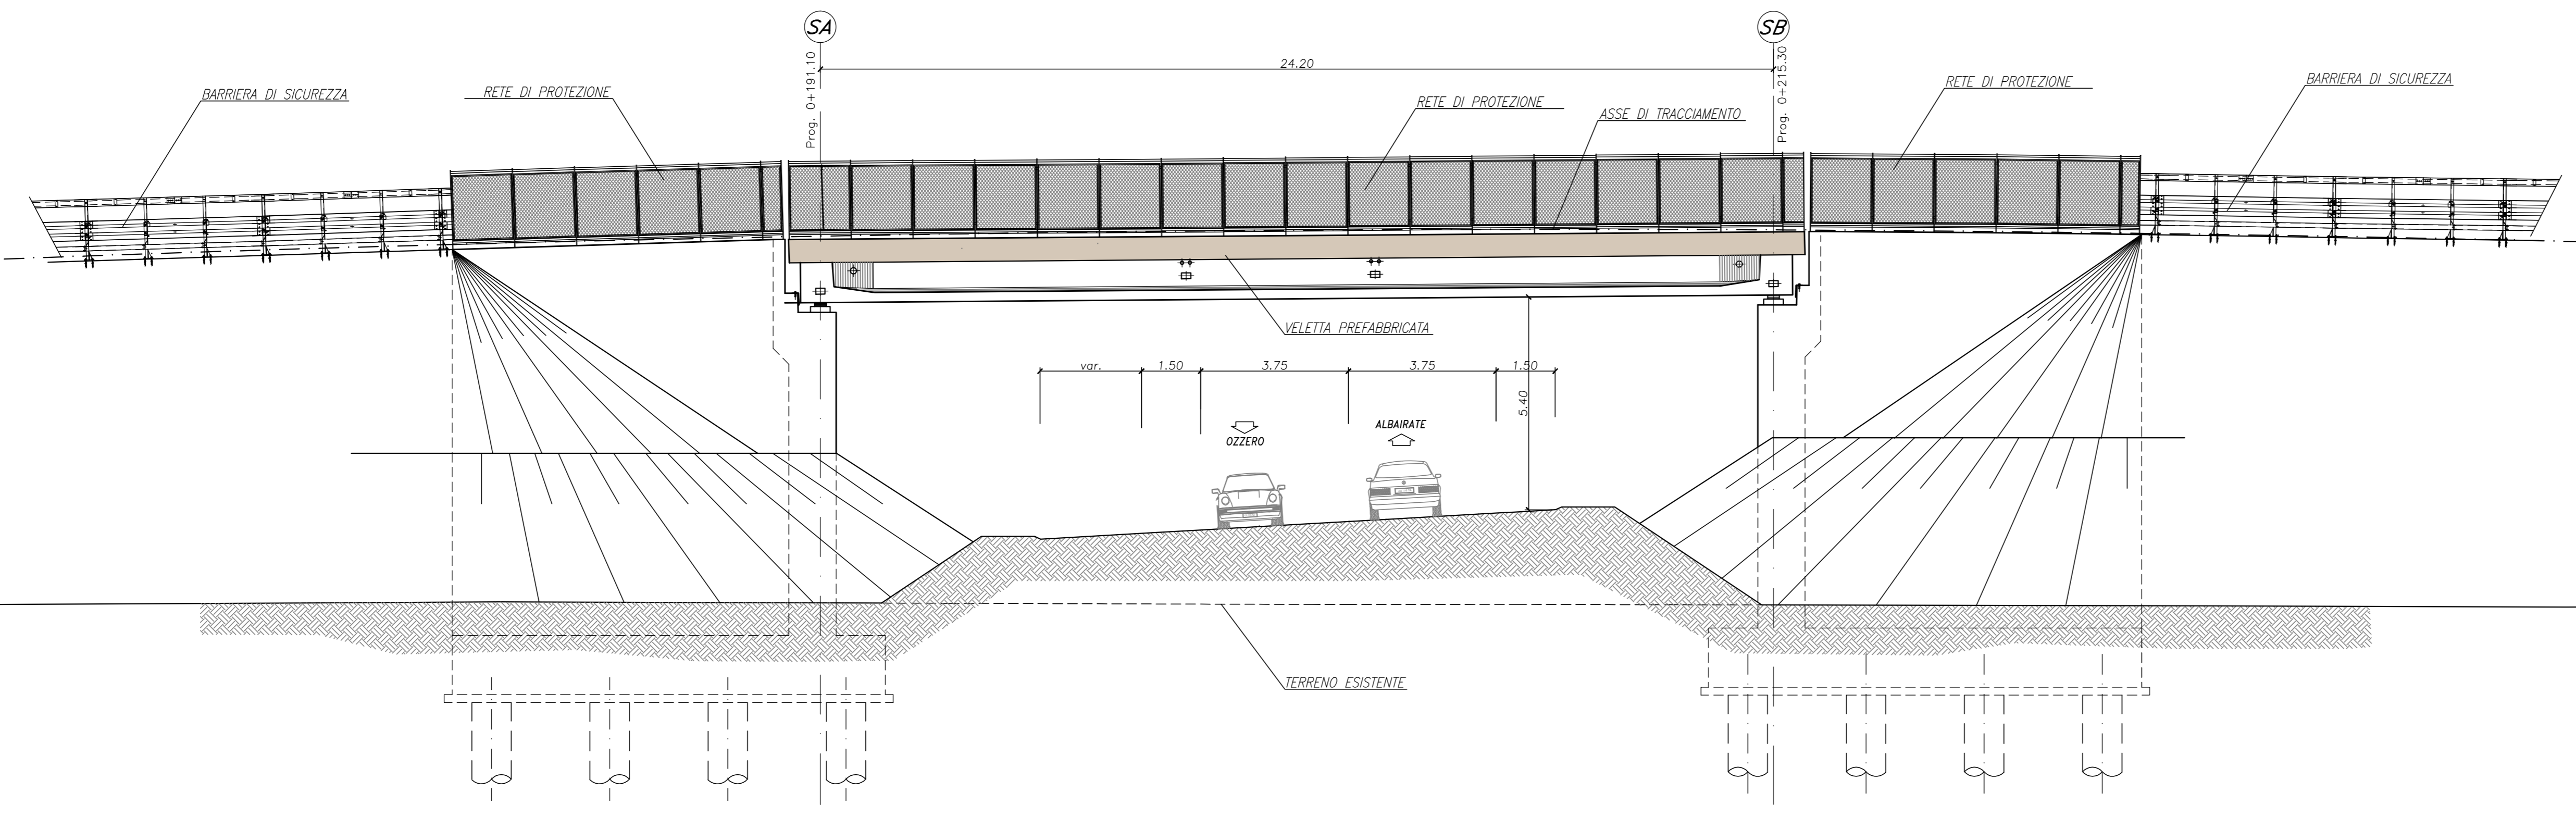 SA
SB
24.20
Prog. 0+191.10
Prog. 0+215.30
BARRIERA DI SICUREZZA
RETE DI PROTEZIONE
RETE DI PROTEZIONE
ASSE DI TRACCIAMENTO
RETE DI PROTEZIONE
BARRIERA DI SICUREZZA
VELETTA PREFABBRICATA
var.
1.50
3.75
3.75
1.50
5.40
OZZERO
ALBAIRATE
TERRENO ESISTENTE